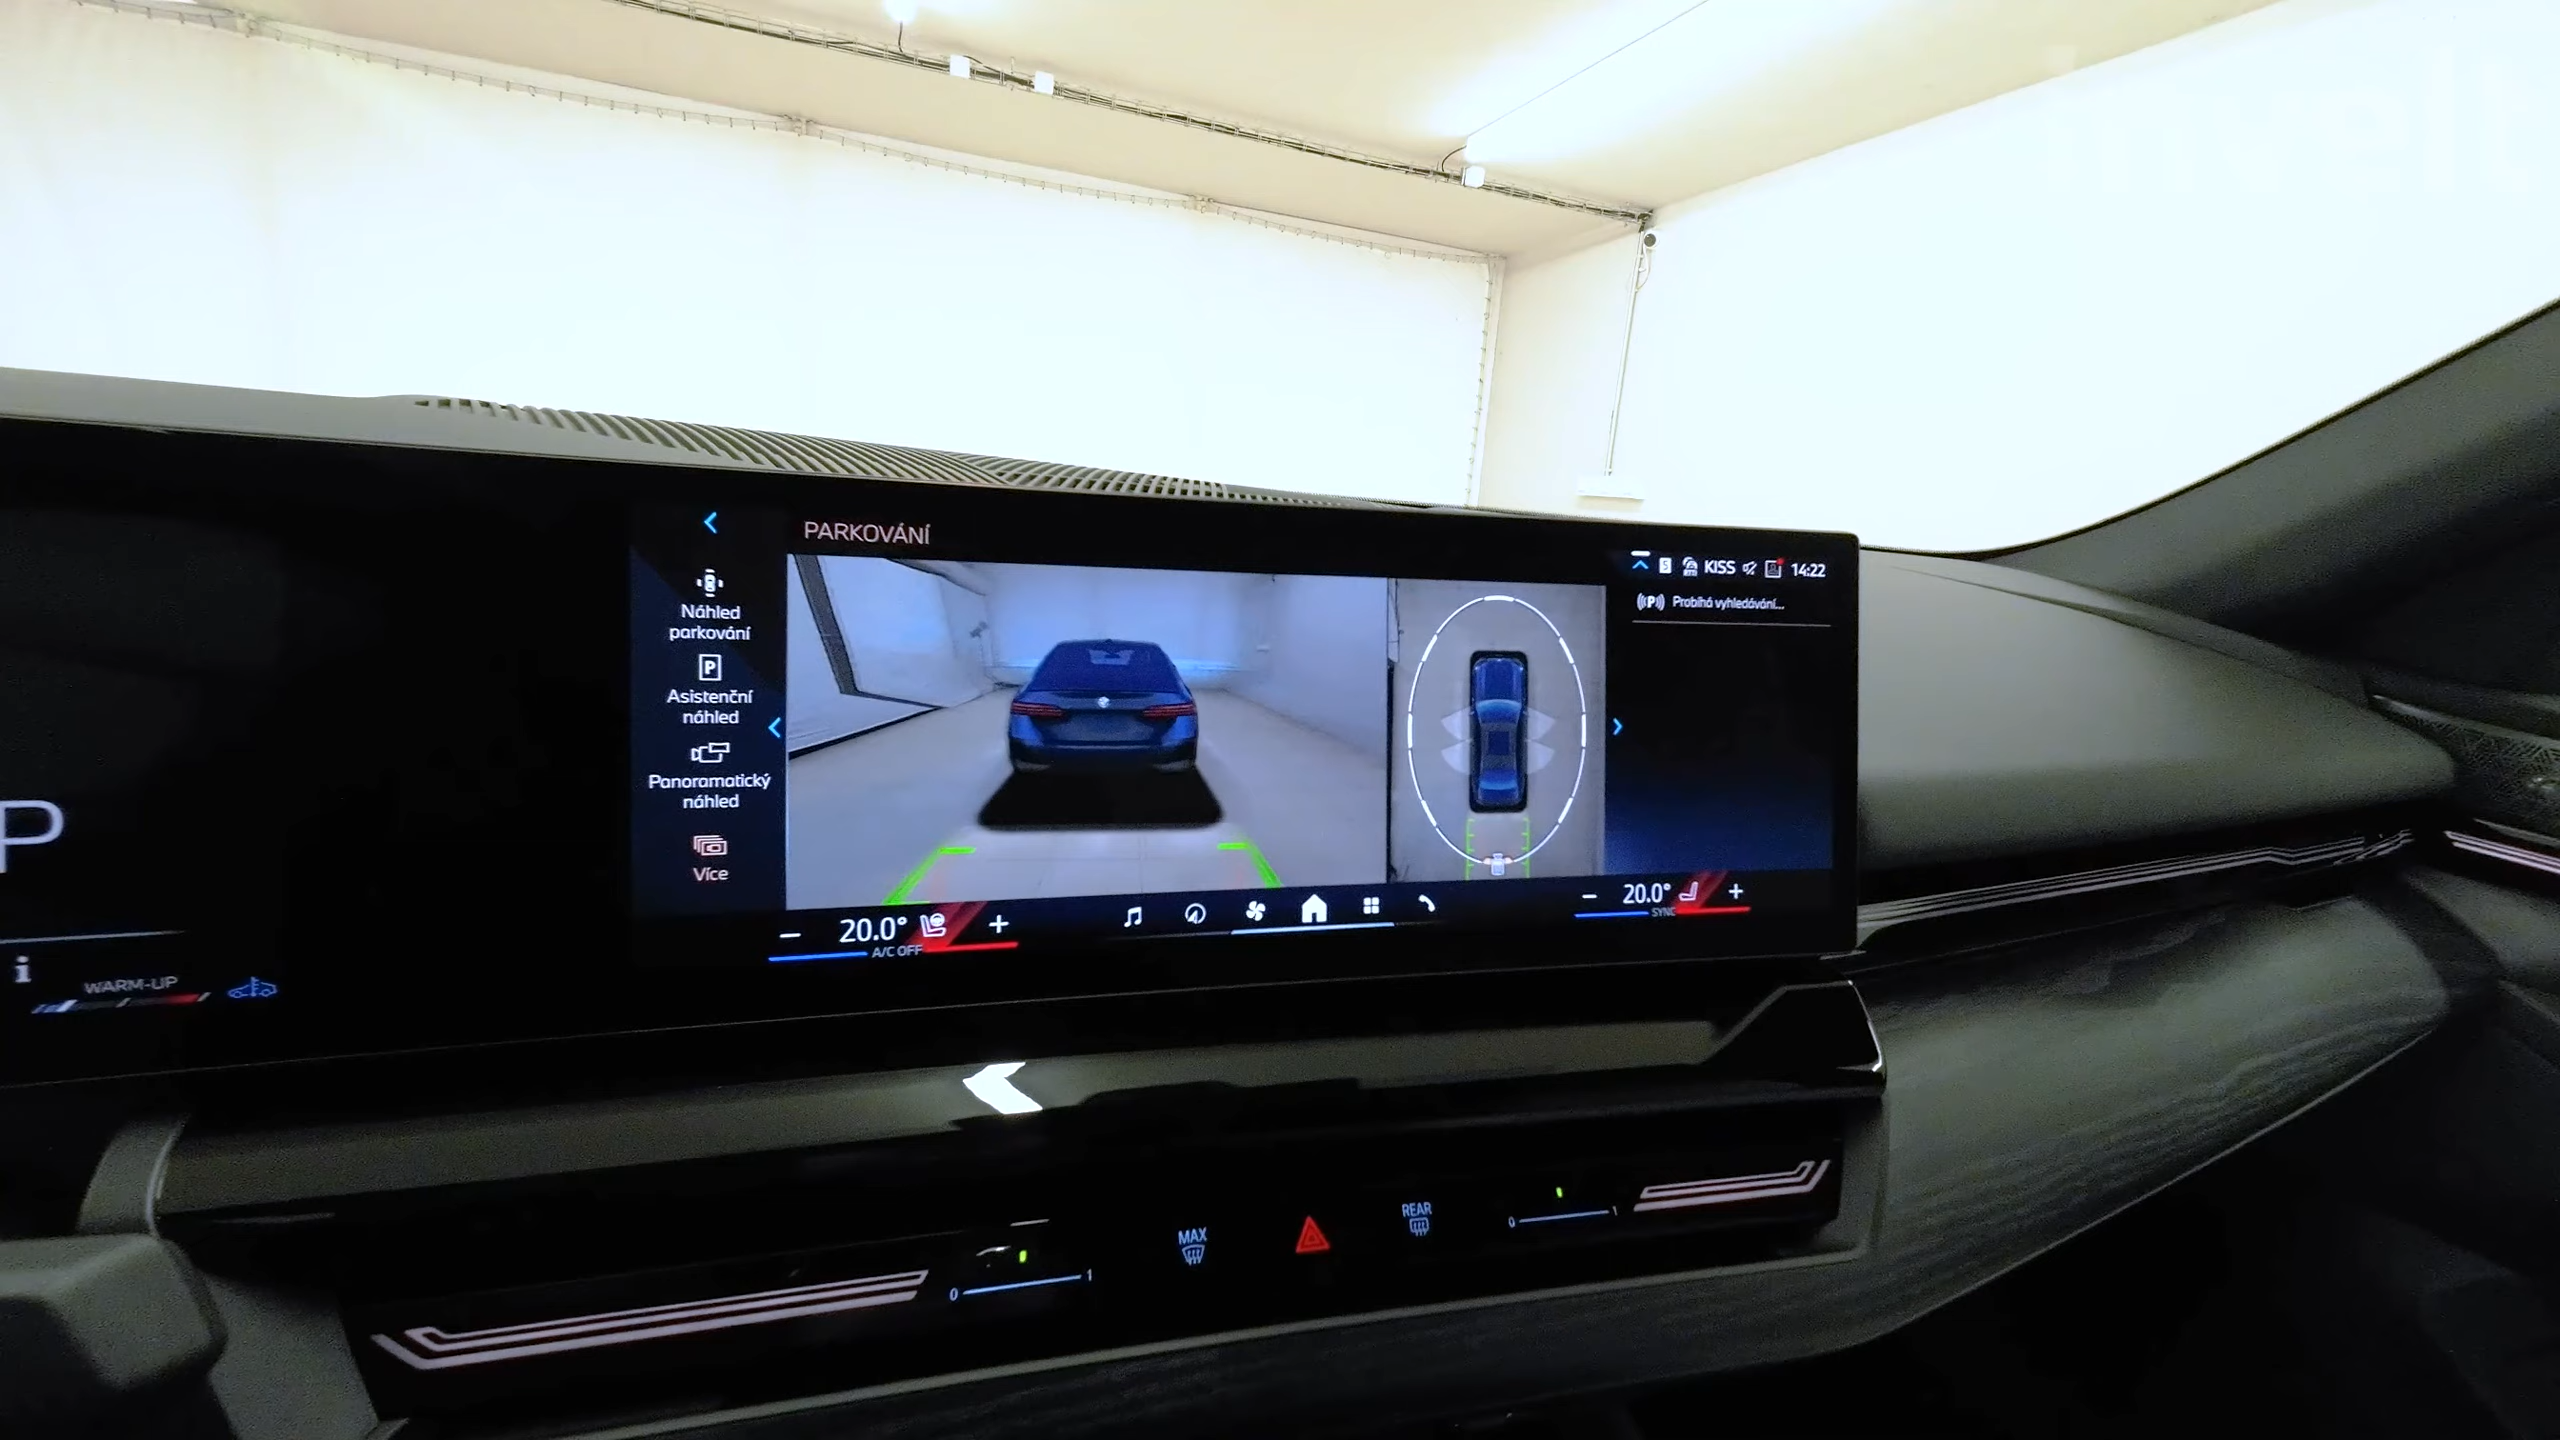 PARKOVÁNÍ
Náhled
parkování
P
Asistenční
náhled
Panoramatický
náhled
Více
S KISS 14:22
((P)) Probíhá vyhledávání...
P
i
WARM-UP
− 20.0° +
A/C OFF
− 20.0° +
SYNC
0 1
MAX
REAR
0 1